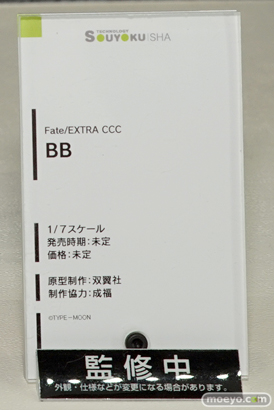 TECHNOLOGY
SOUYOKU|SHA
Fate/EXTRA CCC
BB
1/7スケール
発売時期:未定
価格:未定
原型制作:双翼社
制作協力:成福
©TYPE-MOON
監修中
外観・仕様などが変更になる場合があります。
moeyo.com